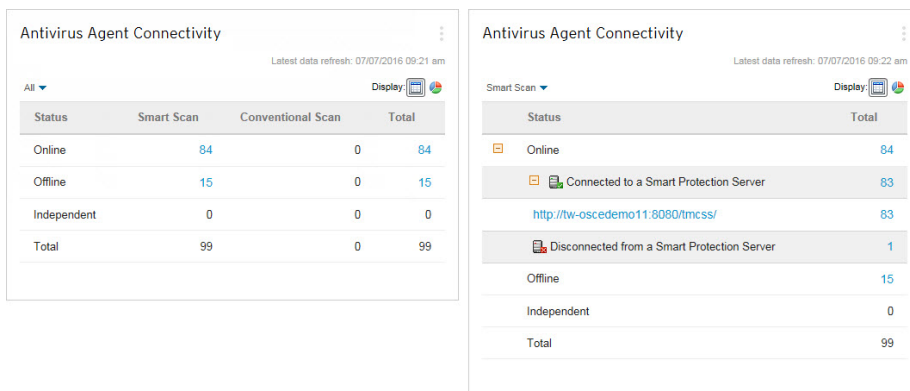 Antivirus Agent Connectivity
Latest data refresh: 07/07/2016 09:21 am
All Display:
Status Smart Scan Conventional Scan Total
Online 84 0 84
Offline 15 0 15
Independent 0 0 0
Total 99 0 99
Antivirus Agent Connectivity
Latest data refresh: 07/07/2016 09:22 am
Smart Scan Display:
Status Total
Online 84
Connected to a Smart Protection Server 83
http://tw-oscedemo11:8080/tmcss/ 83
Disconnected from a Smart Protection Server 1
Offline 15
Independent 0
Total 99